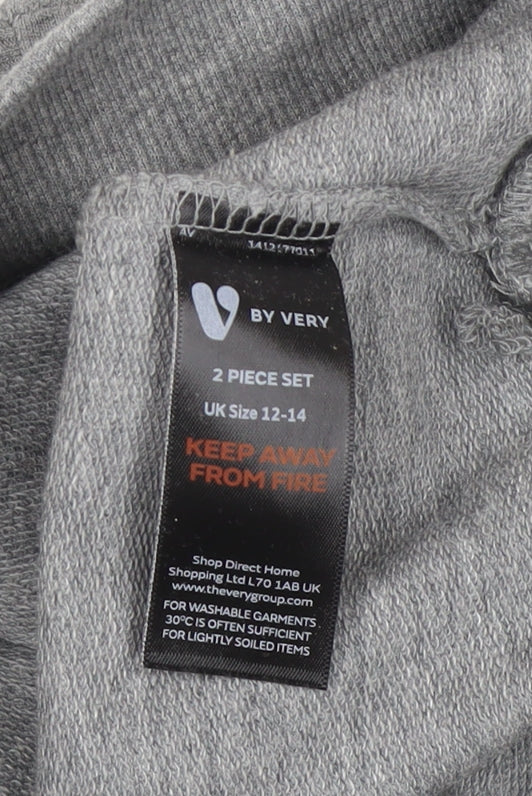 AV
V BY VERY
2 PIECE SET
UK Size 12-14
KEEP AWAY
FROM FIRE
Shop Direct Home
Shopping Ltd L70 1AB UK
www.theverygroup.com
FOR WASHABLE GARMENTS
30°C IS OFTEN SUFFICIENT
FOR LIGHTLY SOILED ITEMS